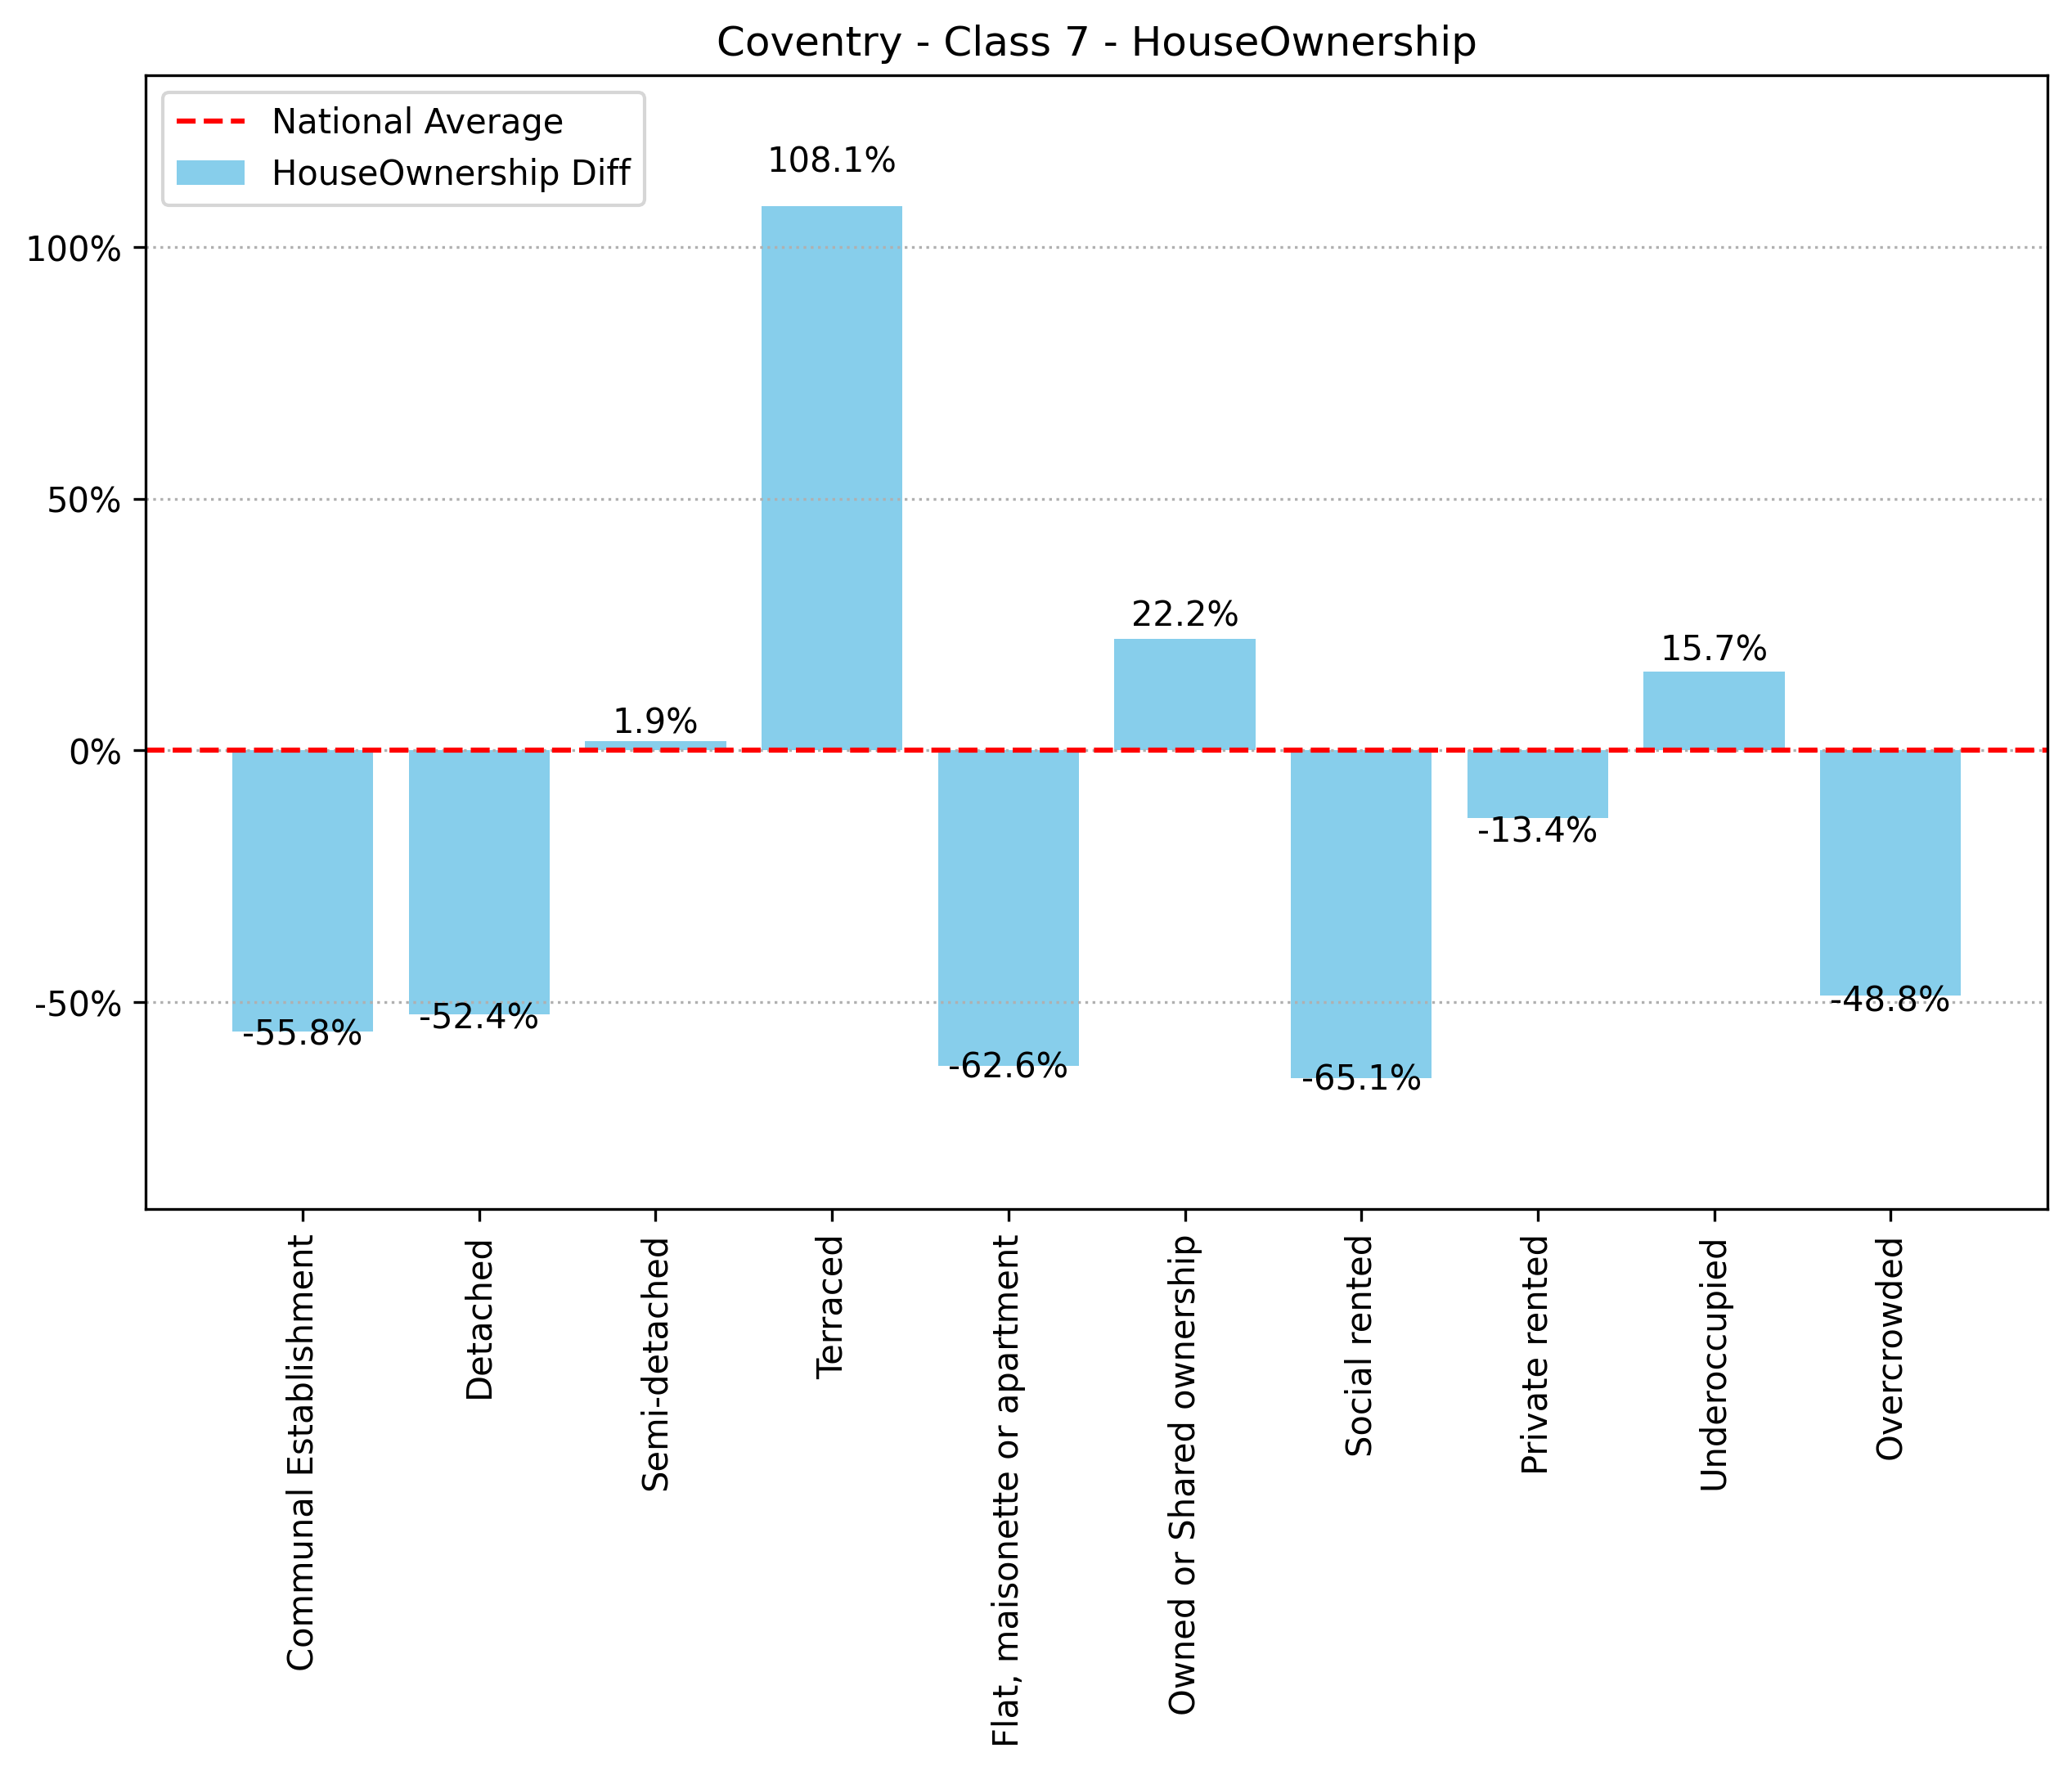 Coventry - Class 7 - HouseOwnership
National Average
HouseOwnership Diff
100%
50%
0%
-50%
-55.8%
-52.4%
1.9%
108.1%
-62.6%
22.2%
-65.1%
-13.4%
15.7%
-48.8%
Communal Establishment
Detached
Semi-detached
Terraced
Flat, maisonette or apartment
Owned or Shared ownership
Social rented
Private rented
Underoccupied
Overcrowded